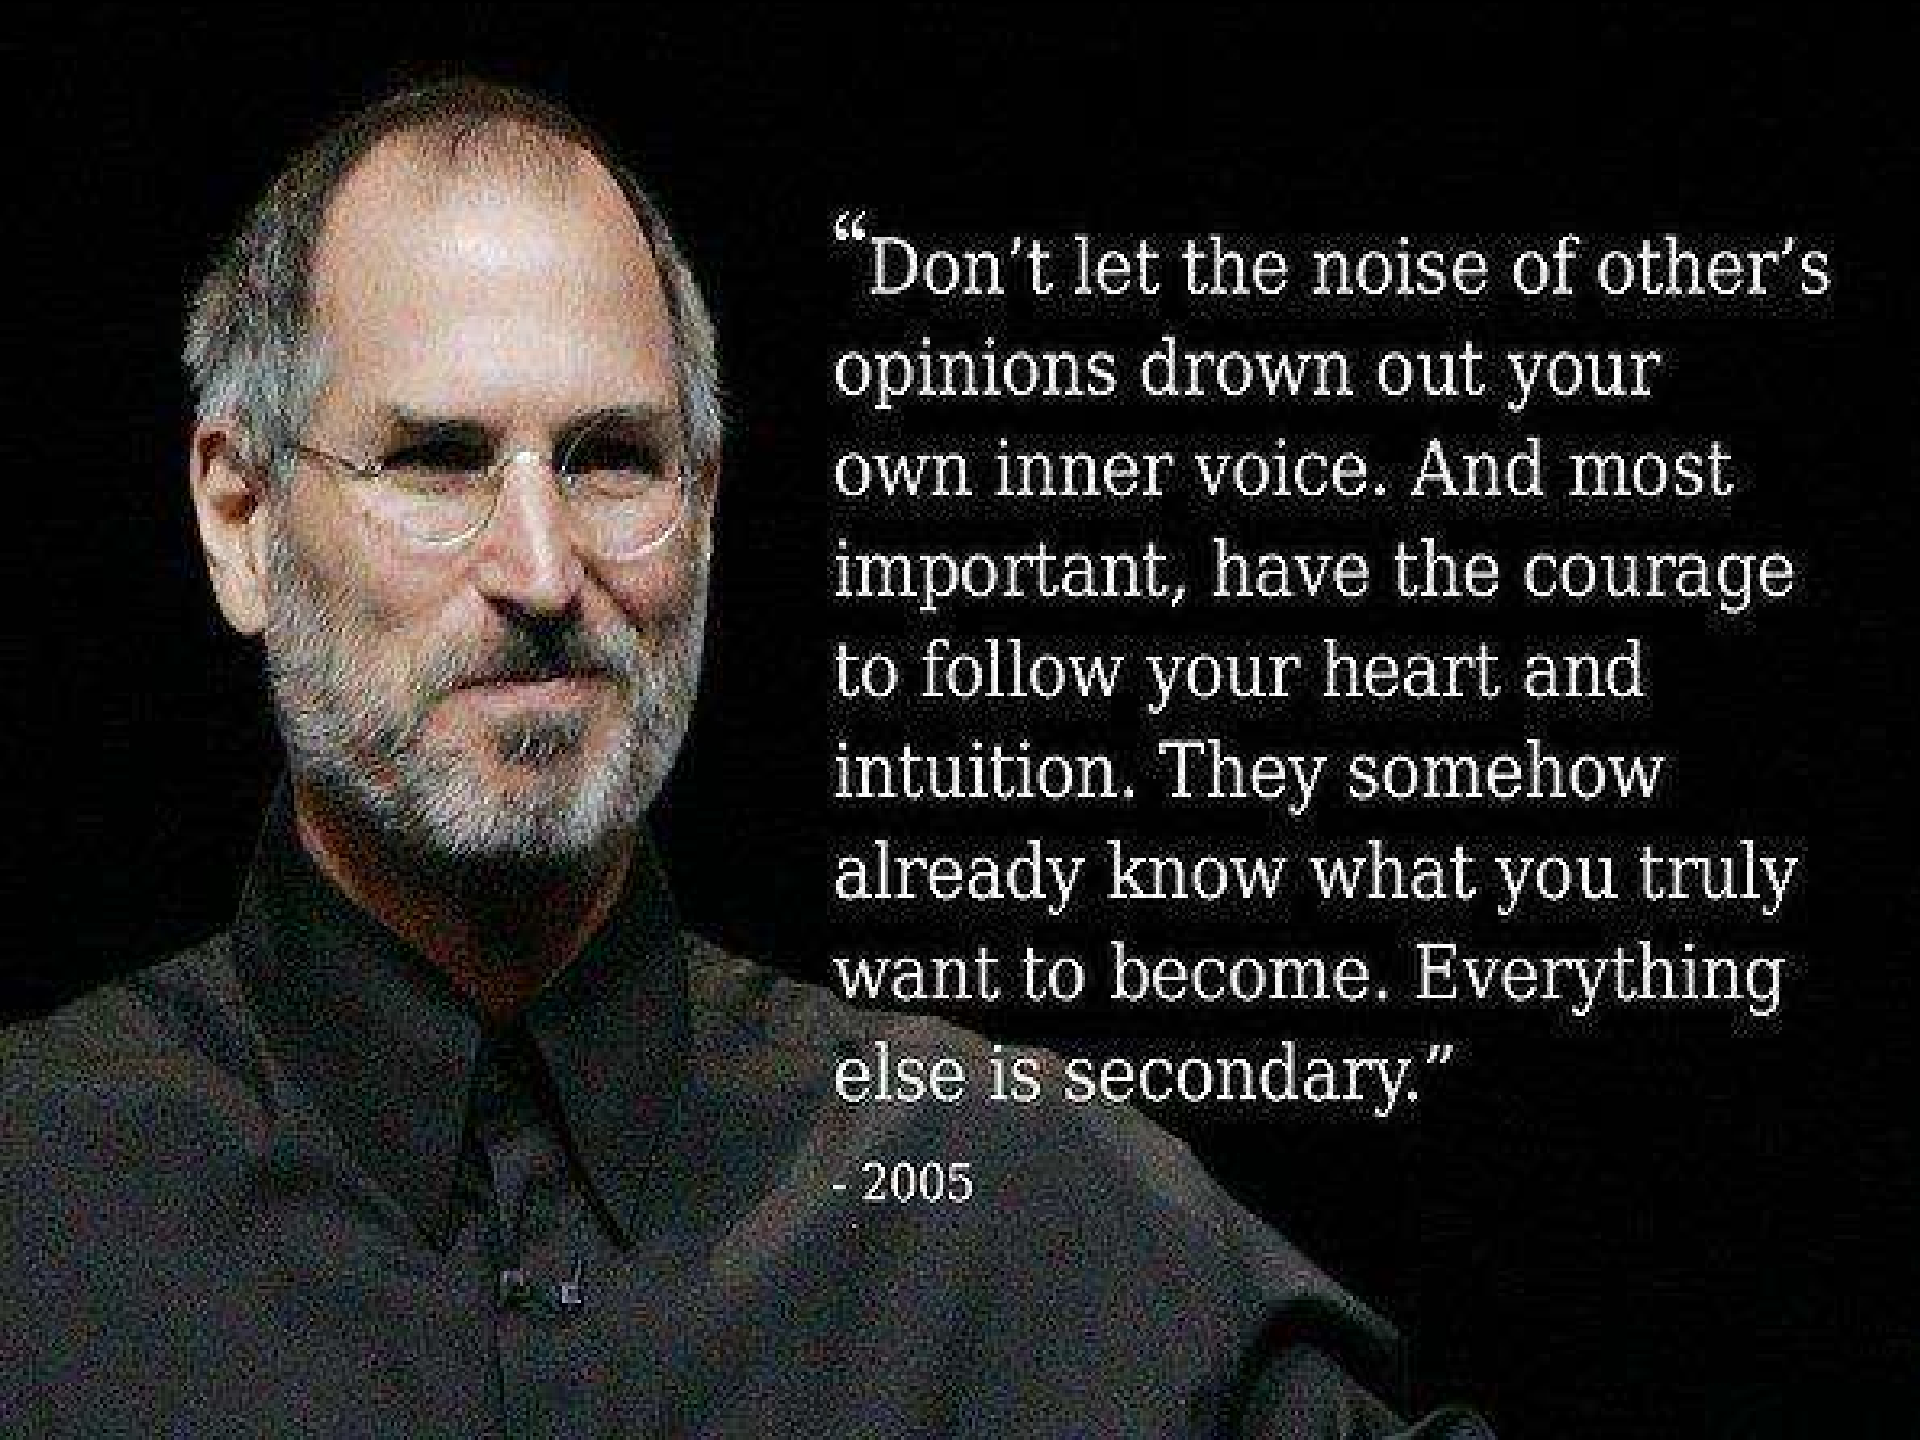 “Don’t let the noise of other’s
opinions drown out your
own inner voice. And most
important, have the courage
to follow your heart and
intuition. They somehow
already know what you truly
want to become. Everything
else is secondary.”
- 2005